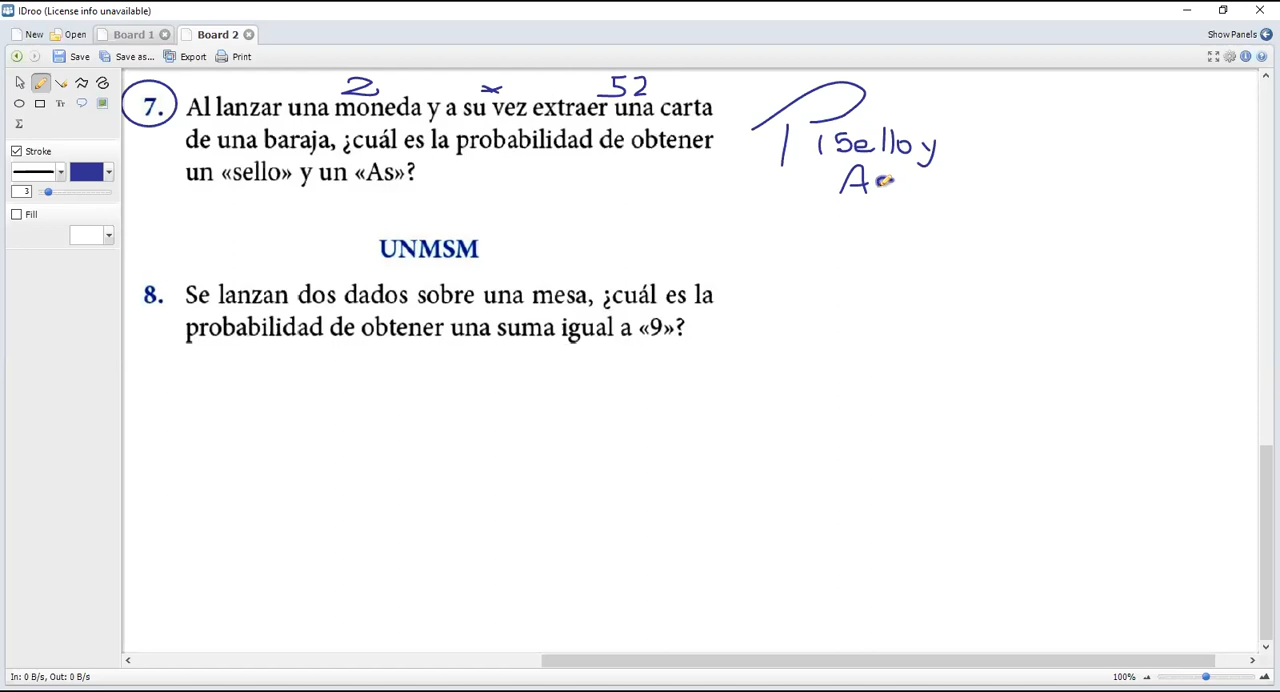 IDroo (License info unavailable)
New Open Board 1 Board 2 Show Panels
Save Save as... Export Print
2 x 52
7. Al lanzar una moneda y a su vez extraer una carta
de una baraja, ¿cuál es la probabilidad de obtener
un «sello» y un «As»?
P(sello y
As
UNMSM
8. Se lanzan dos dados sobre una mesa, ¿cuál es la
probabilidad de obtener una suma igual a «9»?
Tr
Σ
Stroke
3
Fill
In: 0 B/s, Out: 0 B/s 100%